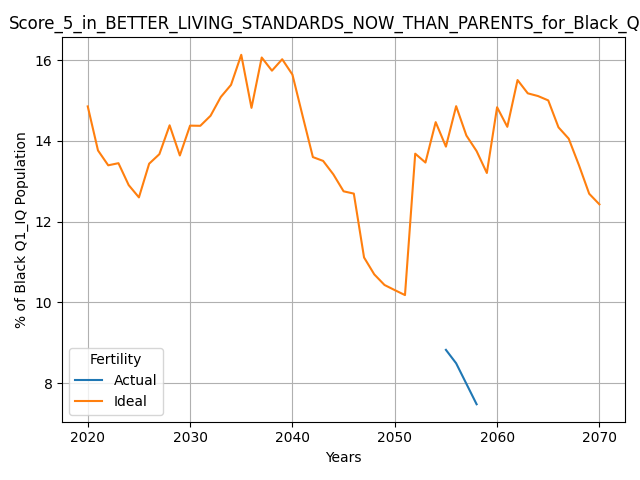 Score_5_in_BETTER_LIVING_STANDARDS_NOW_THAN_PARENTS_for_Black_Q
% of Black Q1_IQ Population
16
14
12
10
8
Fertility
Actual
Ideal
2020 2030 2040 2050 2060 2070
Years